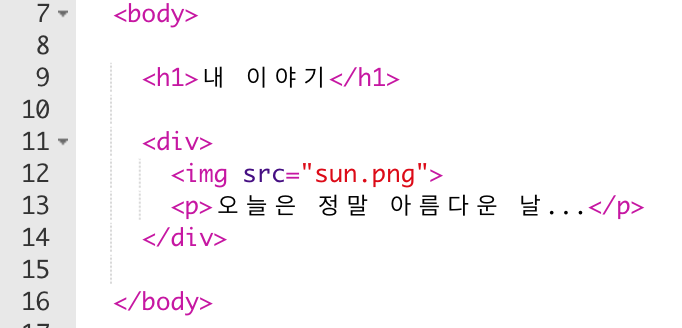 7 <body>
8
9 <h1>내 이야기</h1>
10
11 <div>
12 <img src="sun.png">
13 <p>오늘은 정말 아름다운 날...</p>
14 </div>
15
16 </body>